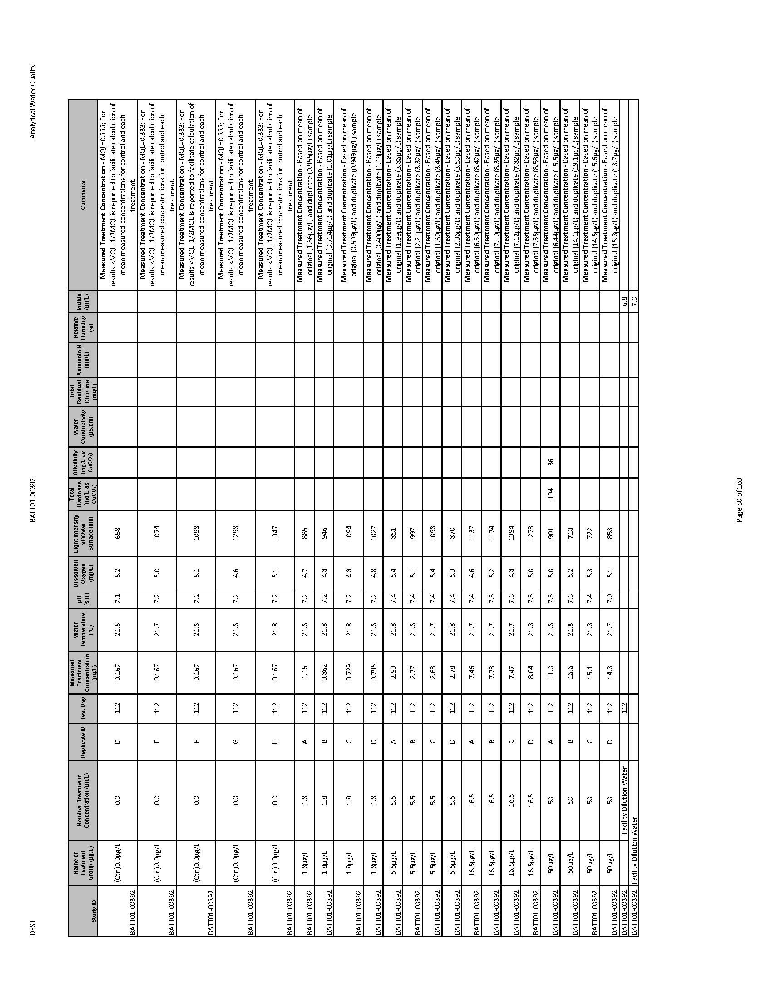 DEST BATT01-00392 Analytical Water Quality
Study ID | Name of Treatment Group (µg/L) | Nominal Treatment Concentration (µg/L) | Replicate ID | Test Day | Measured Treatment Concentration (µg/L) | Water Temperature (°C) | pH (s.u.) | Dissolved Oxygen (mg/L) | Light Intensity at Water Surface (lux) | Total Hardness (mg/L as CaCO₃) | Alkalinity (mg/L as CaCO₃) | Water Conductivity (µS/cm) | Total Residual Chlorine (mg/L) | Ammonia-N (mg/L) | Relative Humidity (%) | Iodide (µg/L) | Comments
BATT01-00392 (Ctrl)0.0µg/L 0.0 D 112 0.167 21.6 7.1 5.2 658 Measured Treatment Concentration - MQL=0.333; For results <MQL, 1/2MQL is reported to facilitate calculation of mean measured concentrations for control and each treatment.
BATT01-00392 (Ctrl)0.0µg/L 0.0 E 112 0.167 21.7 7.2 5.0 1074 Measured Treatment Concentration - MQL=0.333; For results <MQL, 1/2MQL is reported to facilitate calculation of mean measured concentrations for control and each treatment.
BATT01-00392 (Ctrl)0.0µg/L 0.0 F 112 0.167 21.8 7.2 5.1 1098 Measured Treatment Concentration - MQL=0.333; For results <MQL, 1/2MQL is reported to facilitate calculation of mean measured concentrations for control and each treatment.
BATT01-00392 (Ctrl)0.0µg/L 0.0 G 112 0.167 21.8 7.2 4.6 1298 Measured Treatment Concentration - MQL=0.333; For results <MQL, 1/2MQL is reported to facilitate calculation of mean measured concentrations for control and each treatment.
BATT01-00392 (Ctrl)0.0µg/L 0.0 H 112 0.167 21.8 7.2 5.1 1347 Measured Treatment Concentration - MQL=0.333; For results <MQL, 1/2MQL is reported to facilitate calculation of mean measured concentrations for control and each treatment.
BATT01-00392 1.8µg/L 1.8 A 112 1.16 21.8 7.2 4.7 885 Measured Treatment Concentration - Based on mean of original (1.36µg/L) and duplicate (0.955µg/L) sample
BATT01-00392 1.8µg/L 1.8 B 112 0.862 21.8 7.2 4.8 946 Measured Treatment Concentration - Based on mean of original (0.714µg/L) and duplicate (1.01µg/L) sample
BATT01-00392 1.8µg/L 1.8 C 112 0.729 21.8 7.2 4.8 1094 Measured Treatment Concentration - Based on mean of original (0.509µg/L) and duplicate (0.949µg/L) sample
BATT01-00392 1.8µg/L 1.8 D 112 0.795 21.8 7.2 4.8 1027 Measured Treatment Concentration - Based on mean of original (0.400µg/L) and duplicate (1.19µg/L) sample
BATT01-00392 5.5µg/L 5.5 A 112 2.93 21.8 7.4 5.4 851 Measured Treatment Concentration - Based on mean of original (1.99µg/L) and duplicate (3.86µg/L) sample
BATT01-00392 5.5µg/L 5.5 B 112 2.77 21.8 7.4 5.1 997 Measured Treatment Concentration - Based on mean of original (2.21µg/L) and duplicate (3.32µg/L) sample
BATT01-00392 5.5µg/L 5.5 C 112 2.63 21.7 7.4 5.4 1098 Measured Treatment Concentration - Based on mean of original (1.80µg/L) and duplicate (3.45µg/L) sample
BATT01-00392 5.5µg/L 5.5 D 112 2.78 21.8 7.4 5.3 870 Measured Treatment Concentration - Based on mean of original (2.06µg/L) and duplicate (3.50µg/L) sample
BATT01-00392 16.5µg/L 16.5 A 112 7.46 21.7 7.4 4.6 1137 Measured Treatment Concentration - Based on mean of original (6.50µg/L) and duplicate (8.42µg/L) sample
BATT01-00392 16.5µg/L 16.5 B 112 7.73 21.7 7.3 5.2 1174 Measured Treatment Concentration - Based on mean of original (7.10µg/L) and duplicate (8.35µg/L) sample
BATT01-00392 16.5µg/L 16.5 C 112 7.47 21.7 7.3 4.8 1394 Measured Treatment Concentration - Based on mean of original (7.12µg/L) and duplicate (7.82µg/L) sample
BATT01-00392 16.5µg/L 16.5 D 112 8.04 21.8 7.3 5.0 1273 Measured Treatment Concentration - Based on mean of original (7.55µg/L) and duplicate (8.53µg/L) sample
BATT01-00392 50µg/L 50 A 112 11.0 21.8 7.3 5.0 901 104 36 Measured Treatment Concentration - Based on mean of original (6.44µg/L) and duplicate (15.5µg/L) sample
BATT01-00392 50µg/L 50 B 112 16.6 21.8 7.3 5.2 718 Measured Treatment Concentration - Based on mean of original (14.1µg/L) and duplicate (19.1µg/L) sample
BATT01-00392 50µg/L 50 C 112 15.1 21.8 7.4 5.3 722 Measured Treatment Concentration - Based on mean of original (14.5µg/L) and duplicate (15.6µg/L) sample
BATT01-00392 50µg/L 50 D 112 14.8 21.7 7.0 5.1 853 Measured Treatment Concentration - Based on mean of original (15.8µg/L) and duplicate (13.7µg/L) sample
BATT01-00392 Facility Dilution Water 112 6.8
BATT01-00392 Facility Dilution Water 7.0
Page 50 of 163